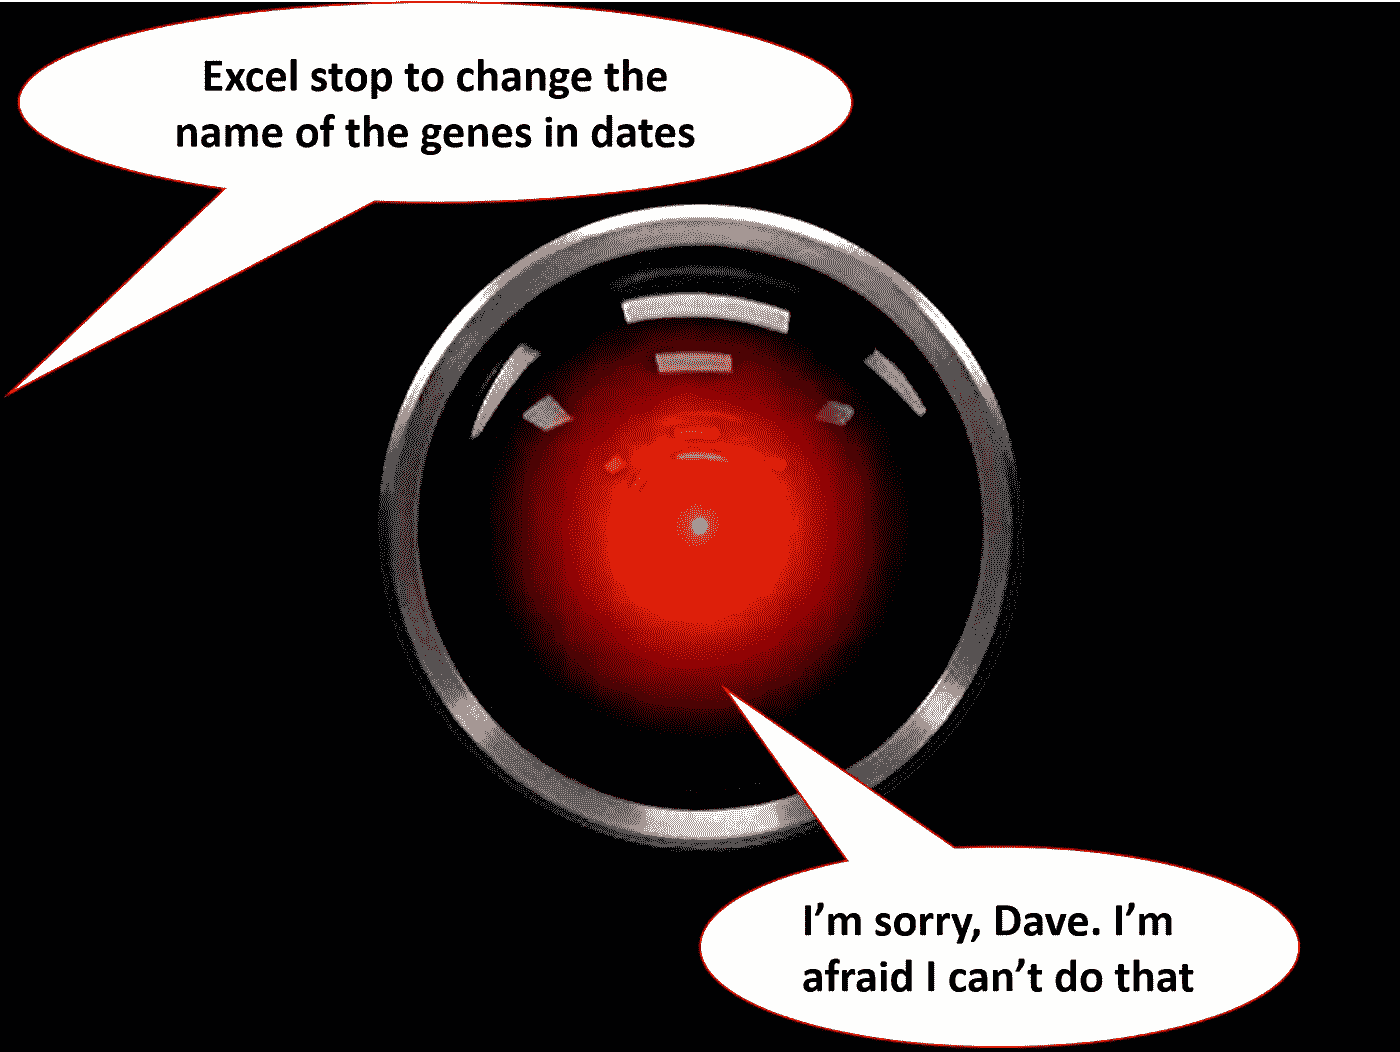 Excel stop to change the
name of the genes in dates
I’m sorry, Dave. I’m
afraid I can’t do that